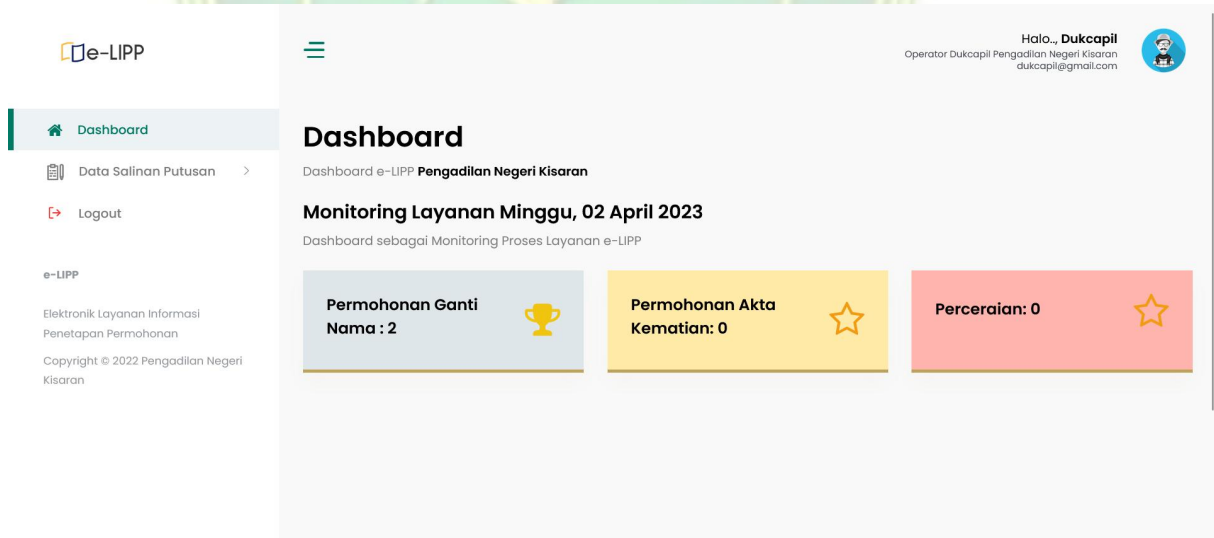 e-LIPP
Halo.., Dukcapil
Operator Dukcapil Pengadilan Negeri Kisaran
dukcapil@gmail.com
Dashboard
Data Salinan Putusan
Logout
e-LIPP
Elektronik Layanan Informasi
Penetapan Permohonan
Copyright © 2022 Pengadilan Negeri
Kisaran
Dashboard
Dashboard e-LIPP Pengadilan Negeri Kisaran
Monitoring Layanan Minggu, 02 April 2023
Dashboard sebagai Monitoring Proses Layanan e-LIPP
Permohonan Ganti
Nama : 2
Permohonan Akta
Kematian: 0
Perceraian: 0